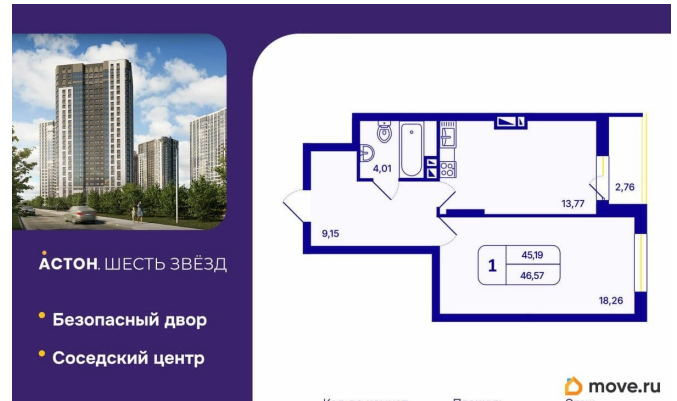 АСТОН. ШЕСТЬ ЗВЁЗД
Безопасный двор
Соседский центр
4,01
2,76
13,77
9,15
1
45,19
46,57
18,26
move.ru